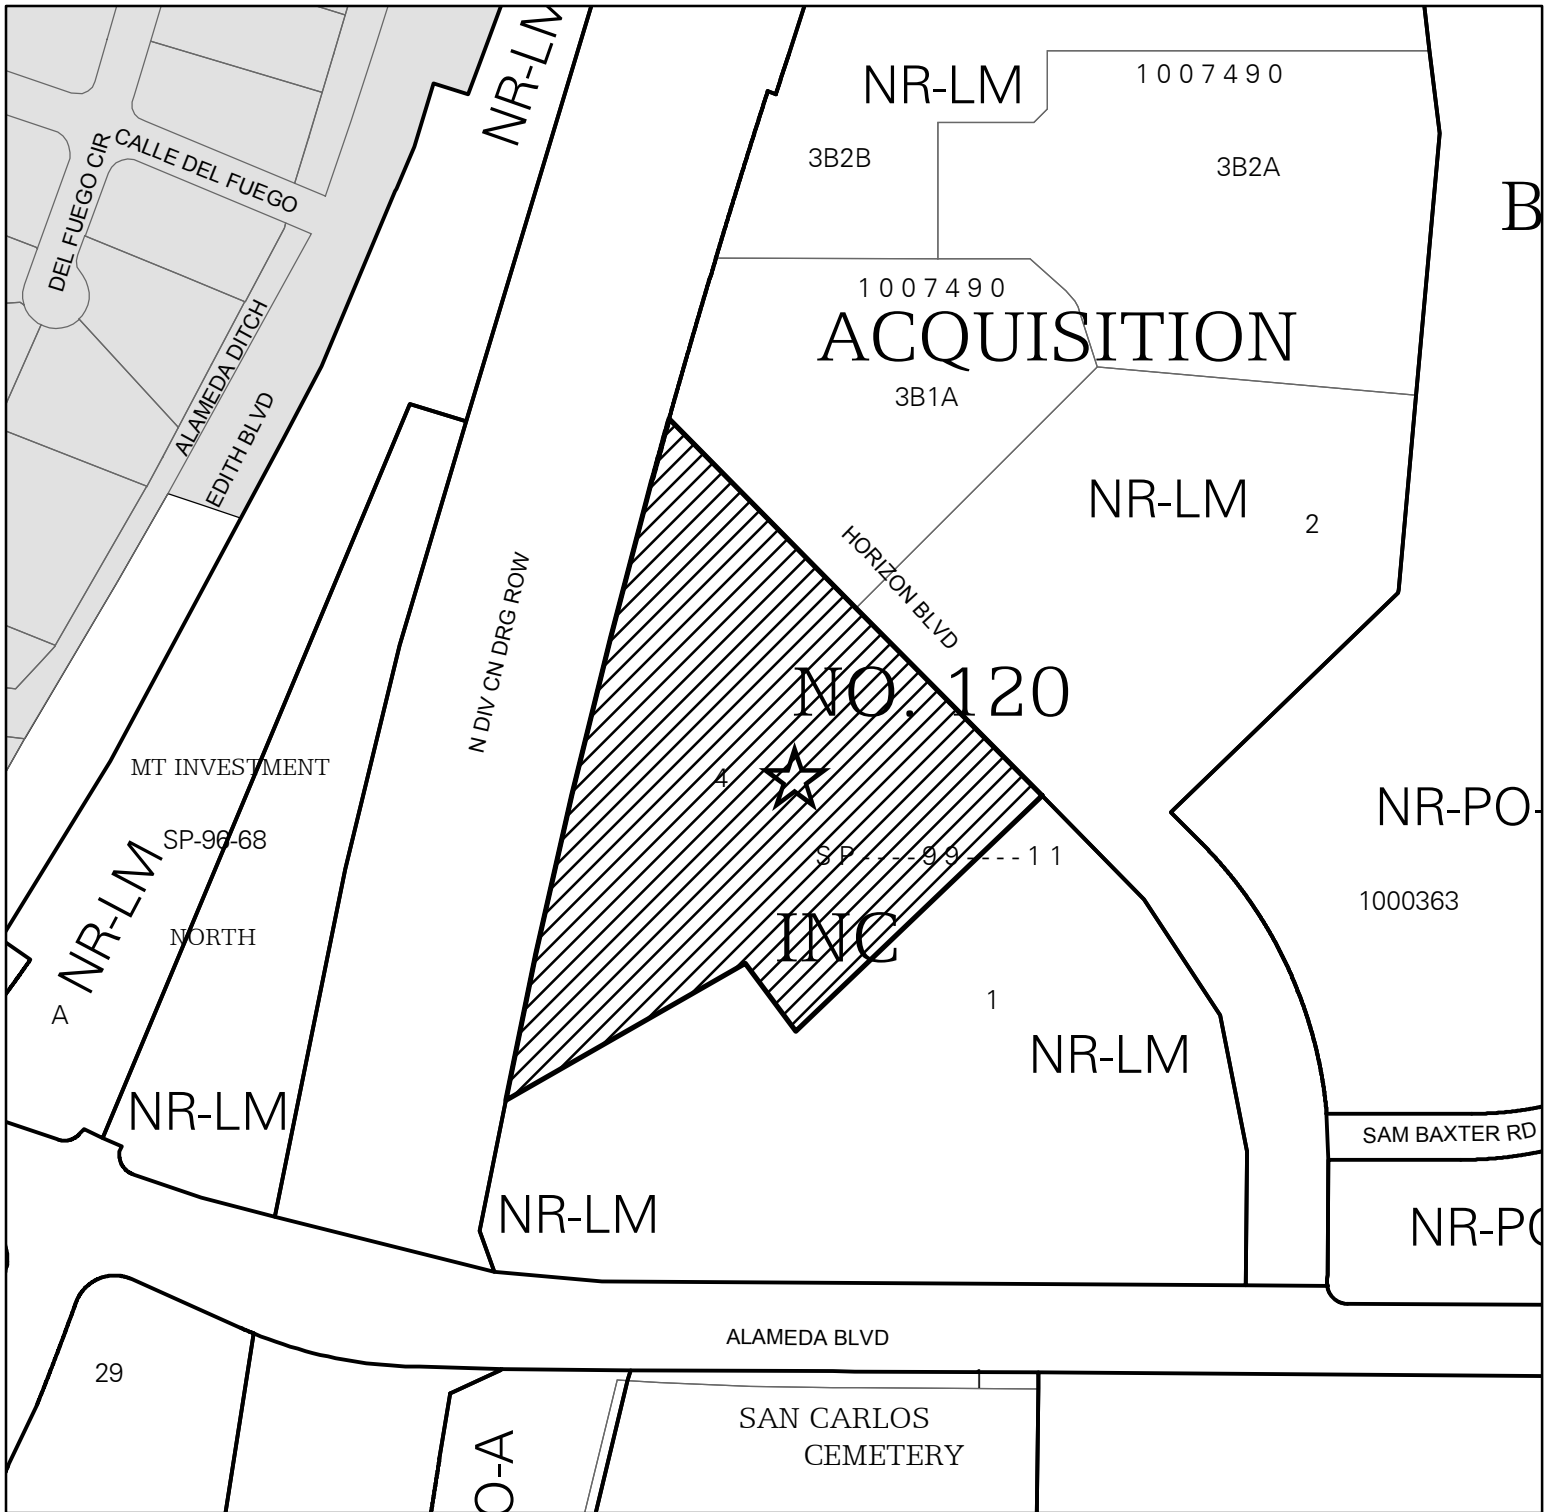 NR-LM
NR-LM
1007490
3B2B
3B2A
CALLE DEL FUEGO
DEL FUEGO CIR
B
1007490
ACQUISITION
3B1A
ALAMEDA DITCH
EDITH BLVD
NR-LM
2
HORIZON BLVD
N DIV CN DRG ROW
NO. 120
MT INVESTMENT
4
NR-PO-
SP-96-68
SP----99----11
NR-LM
1000363
NORTH
INC
A
1
NR-LM
NR-LM
SAM BAXTER RD
NR-LM
NR-PO
ALAMEDA BLVD
29
SAN CARLOS
CEMETERY
O-A